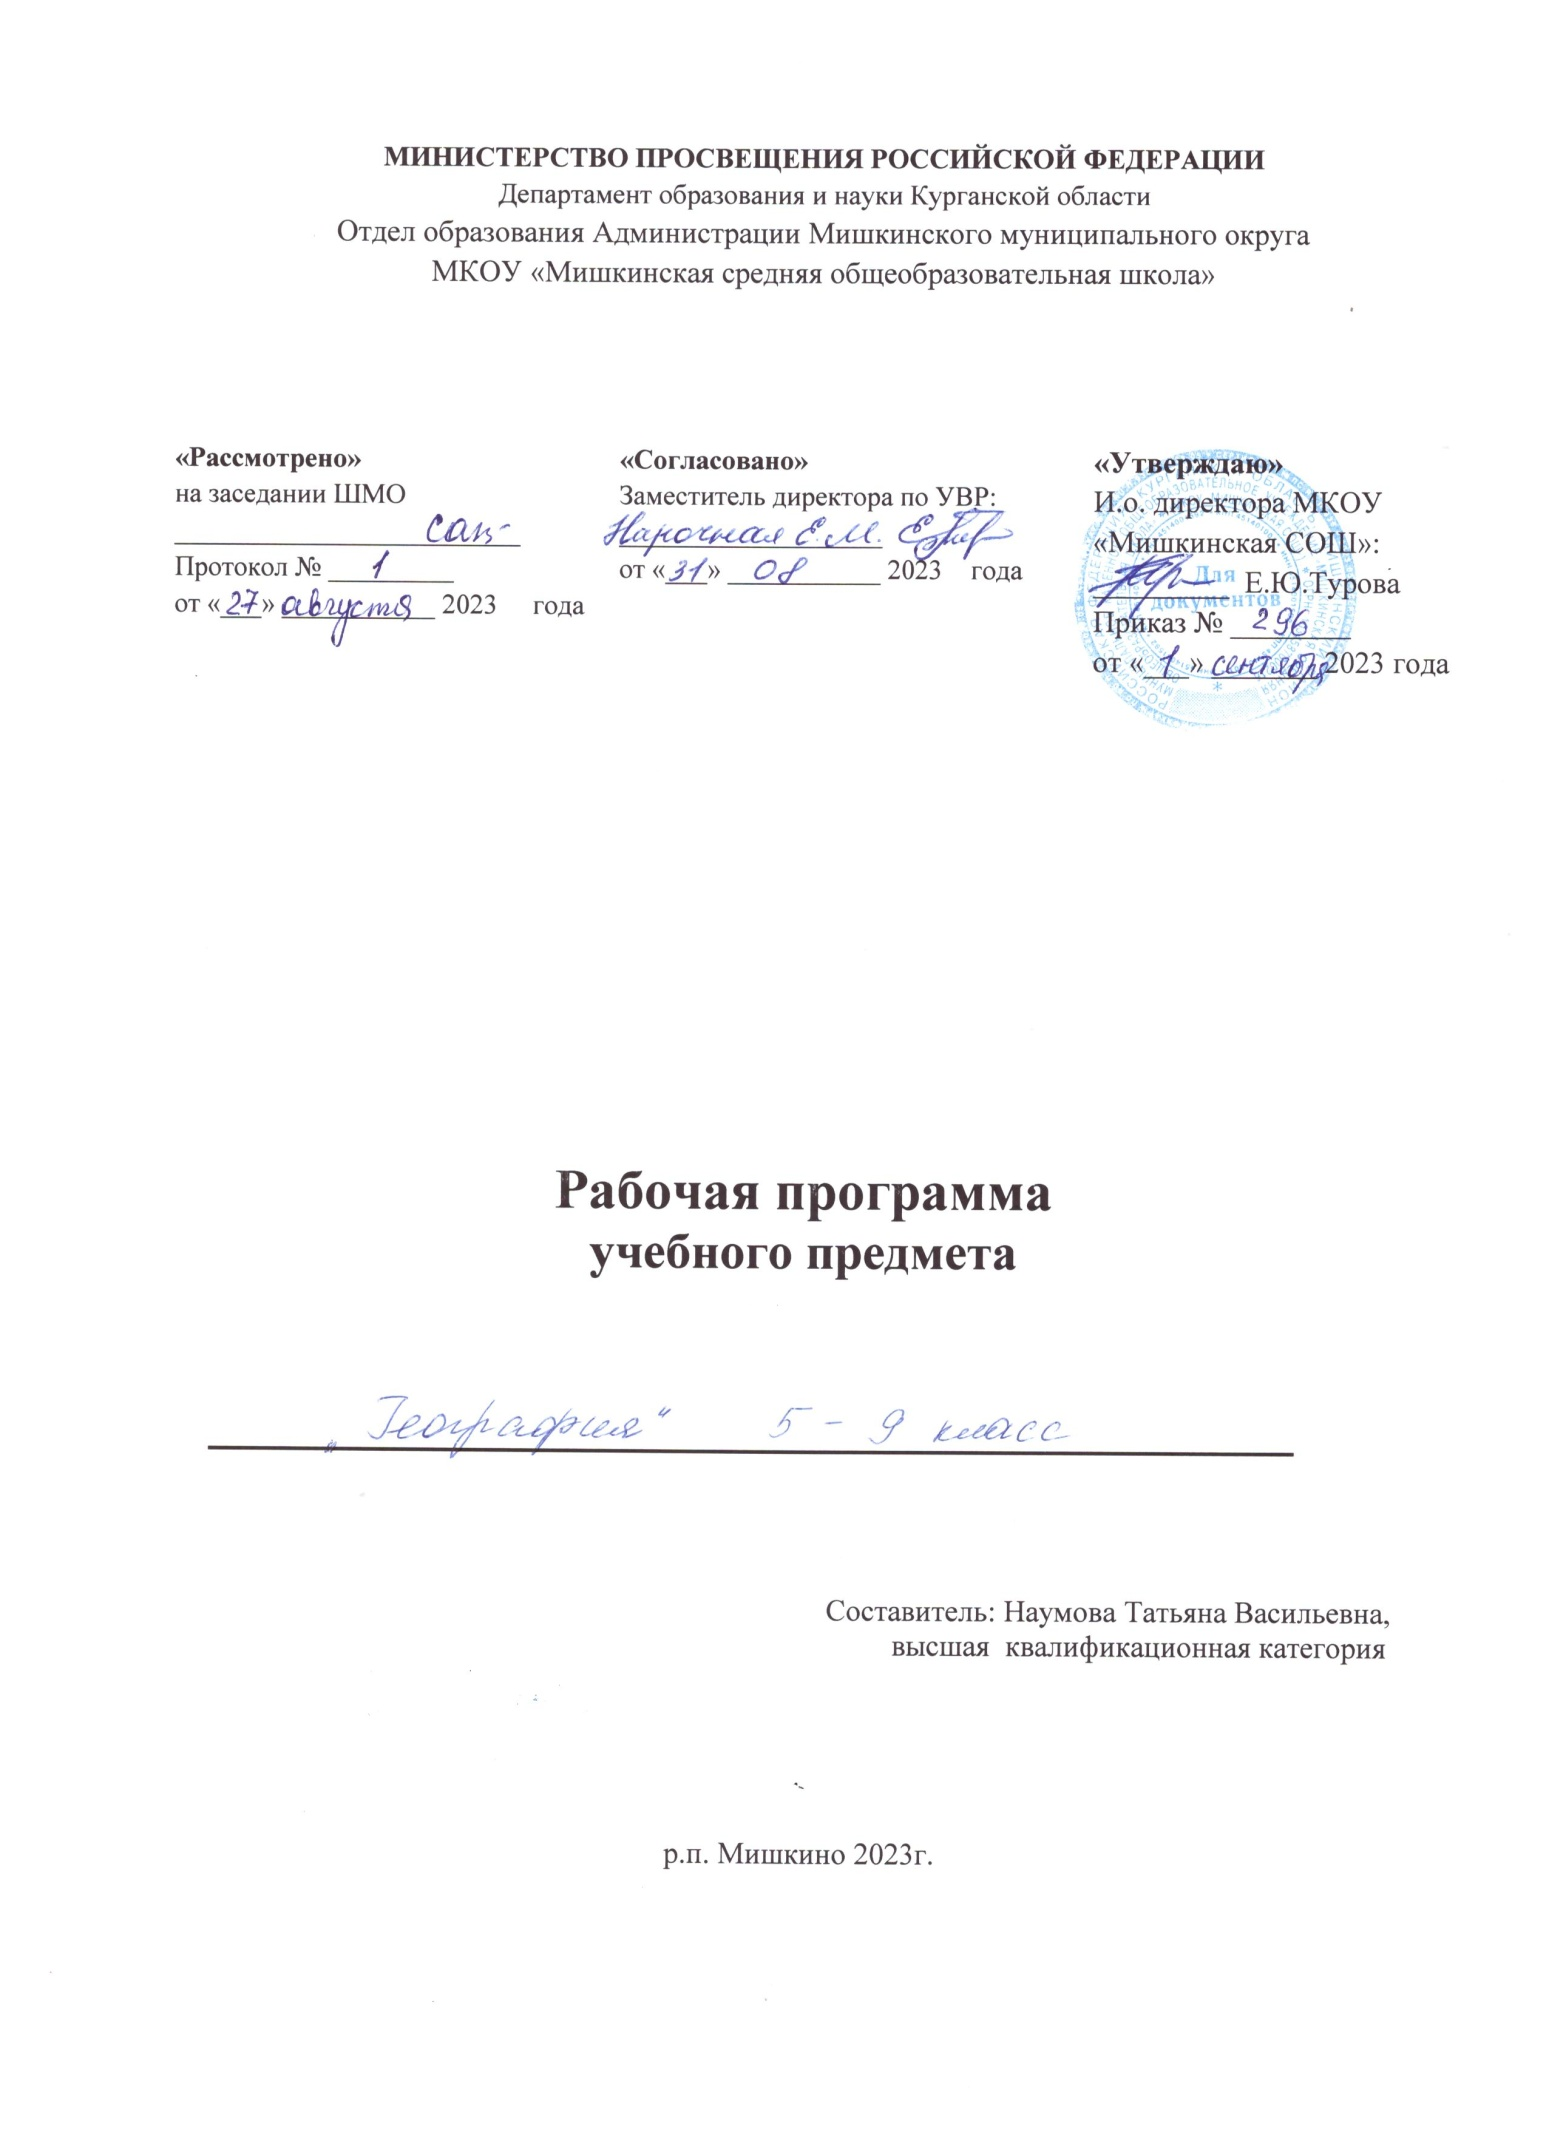 МИНИСТЕРСТВО ПРОСВЕЩЕНИЯ РОССИЙСКОЙ ФЕДЕРАЦИИ
Департамент образования и науки Курганской области
Отдел образования Администрации Мишкинского муниципального округа
МКОУ «Мишкинская средняя общеобразовательная школа»
«Рассмотрено»
на заседании ШМО
Протокол № 1
от «27» августа 2023 года
«Согласовано»
Заместитель директора по УВР:
Нарочная Е.М.
от «31» 08 2023 года
«Утверждаю»
И.о. директора МКОУ
«Мишкинская СОШ»:
Е.Ю.Турова
Приказ № 296
от «1» сентября 2023 года
Для
документов
Рабочая программа
учебного предмета
„География“ 5 - 9 класс
Составитель: Наумова Татьяна Васильевна,
высшая квалификационная категория
р.п. Мишкино 2023г.